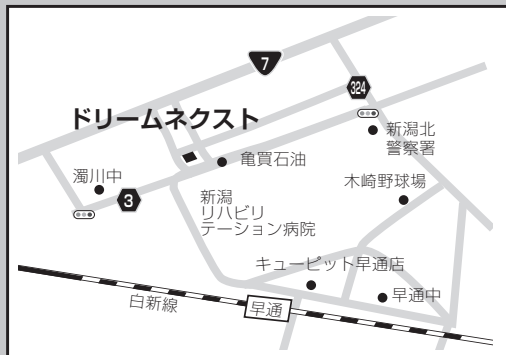 7
324
ドリームネクスト
新潟北
警察署
亀貝石油
濁川中
木崎野球場
3
新潟
リハビリ
テーション病院
キューピット早通店
早通中
白新線
早通